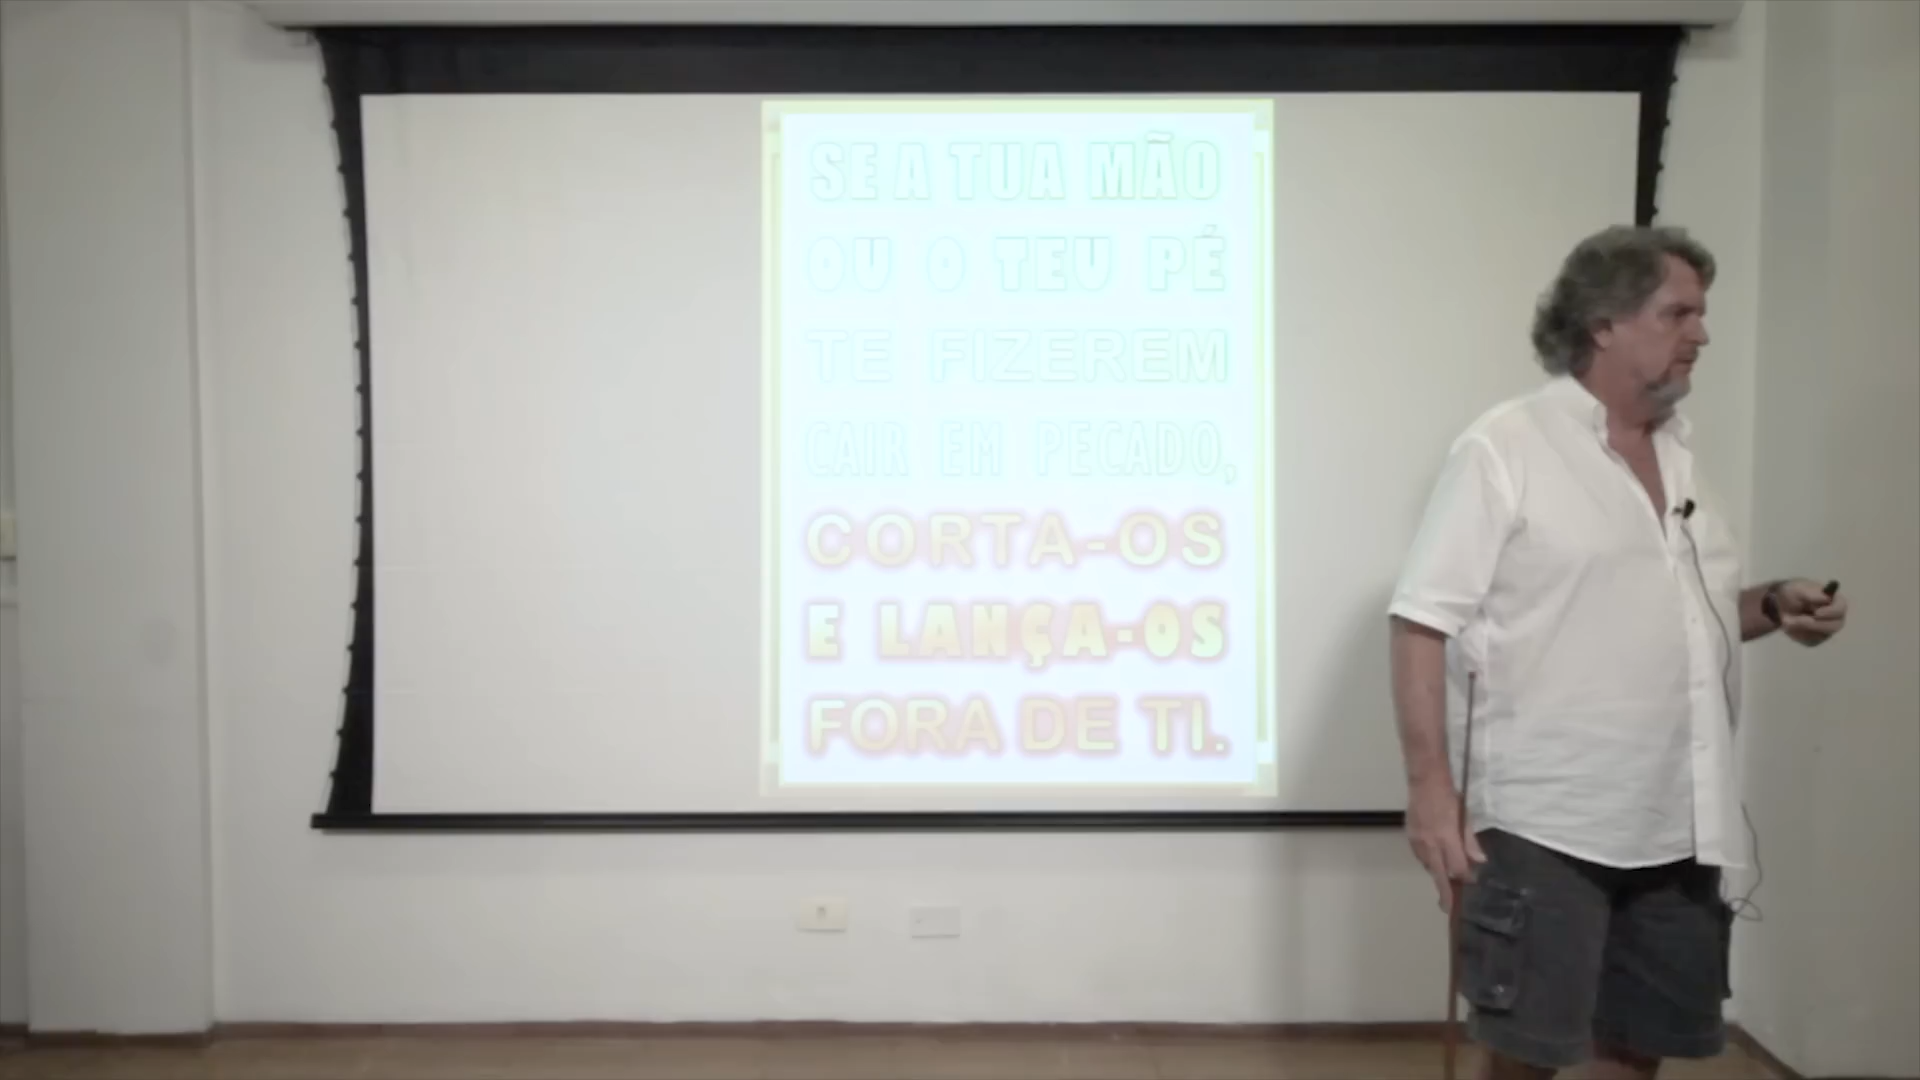 SE A TUA MÃO
OU O TEU PÉ
TE FIZEREM
CAIR EM PECADO,
CORTA-OS
E LANÇA-OS
FORA DE TI.